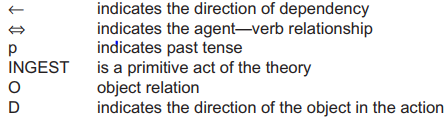 ← indicates the direction of dependency
⇔ indicates the agent—verb relationship
p indicates past tense
INGEST is a primitive act of the theory
O object relation
D indicates the direction of the object in the action